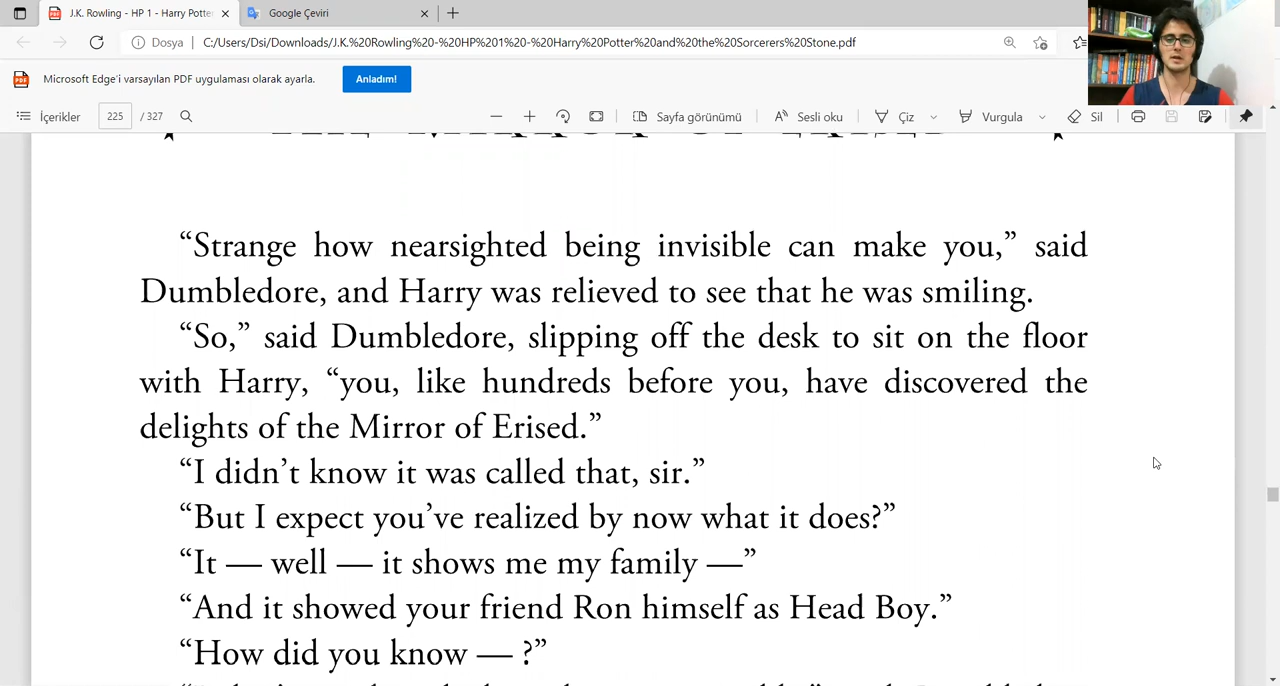 J.K. Rowling - HP 1 - Harry Potte
Google Çeviri
Dosya
C:/Users/Dsi/Downloads/J.K.%20Rowling%20-%20HP%201%20-%20Harry%20Potter%20and%20the%20Sorcerers%20Stone.pdf
Microsoft Edge'i varsayılan PDF uygulaması olarak ayarla.
Anladım!
İçerikler
225 / 327
Sayfa görünümü
Sesli oku
Çiz
Vurgula
Sil
“Strange how nearsighted being invisible can make you,” said
Dumbledore, and Harry was relieved to see that he was smiling.
“So,” said Dumbledore, slipping off the desk to sit on the floor
with Harry, “you, like hundreds before you, have discovered the
delights of the Mirror of Erised.”
“I didn’t know it was called that, sir.”
“But I expect you’ve realized by now what it does?”
“It — well — it shows me my family —”
“And it showed your friend Ron himself as Head Boy.”
“How did you know — ?”